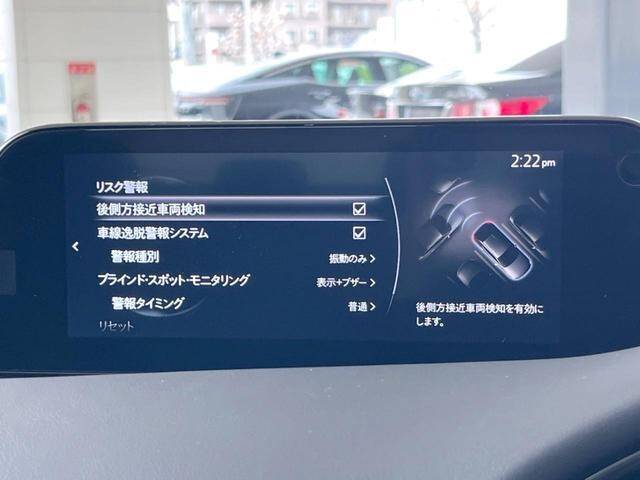 2:22pm
リスク警報
後側方接近車両検知
車線逸脱警報システム
警報種別 振動のみ
ブラインド・スポット・モニタリング 表示+ブザー
警報タイミング 普通
リセット
後側方接近車両検知を有効に
します。